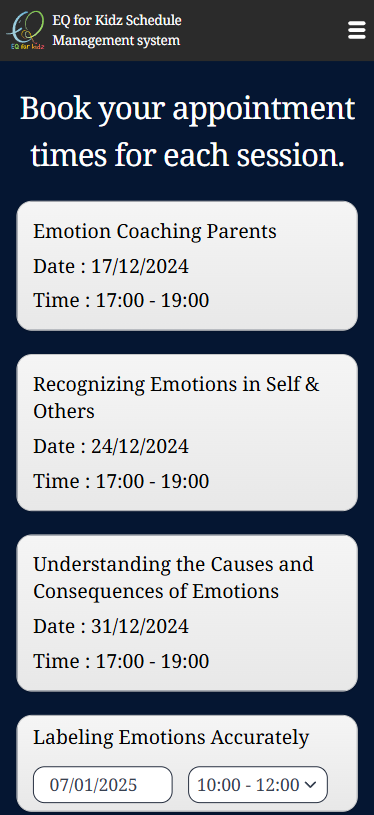 EQ for Kidz Schedule
Management system
EQ for kidz
Book your appointment
times for each session.
Emotion Coaching Parents
Date : 17/12/2024
Time : 17:00 - 19:00
Recognizing Emotions in Self &
Others
Date : 24/12/2024
Time : 17:00 - 19:00
Understanding the Causes and
Consequences of Emotions
Date : 31/12/2024
Time : 17:00 - 19:00
Labeling Emotions Accurately
07/01/2025
10:00 - 12:00